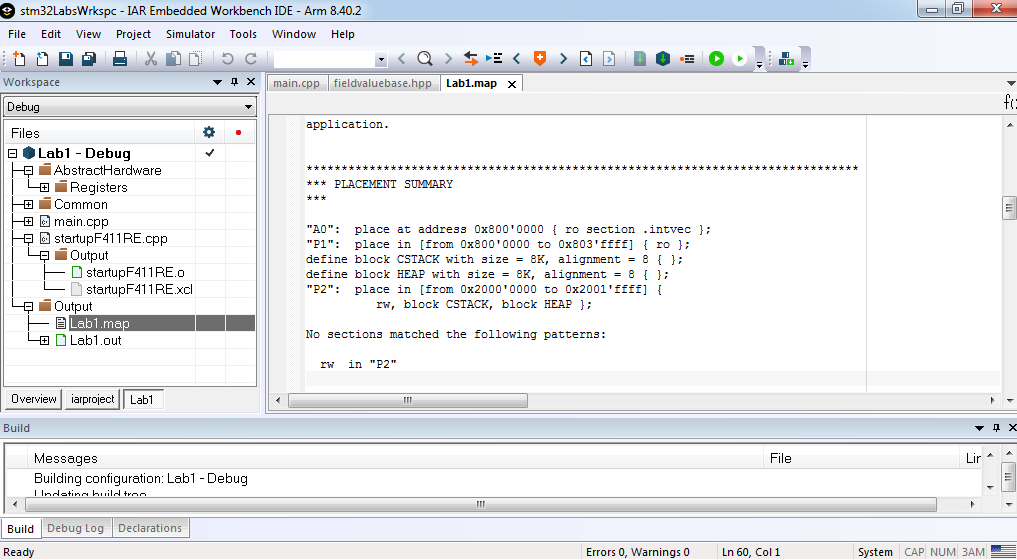 stm32LabsWrkspc - IAR Embedded Workbench IDE - Arm 8.40.2
File Edit View Project Simulator Tools Window Help
Workspace
Debug
Files
Lab1 - Debug
AbstractHardware
Registers
Common
main.cpp
startupF411RE.cpp
Output
startupF411RE.o
startupF411RE.xcl
Output
Lab1.map
Lab1.out
Overview iarproject Lab1
main.cpp fieldvaluebase.hpp Lab1.map
f(
application.
*******************************************************************************
*** PLACEMENT SUMMARY
***
"A0":  place at address 0x800'0000 { ro section .intvec };
"P1":  place in [from 0x800'0000 to 0x803'ffff] { ro };
define block CSTACK with size = 8K, alignment = 8 { };
define block HEAP with size = 8K, alignment = 8 { };
"P2":  place in [from 0x2000'0000 to 0x2001'ffff] {
rw, block CSTACK, block HEAP };
No sections matched the following patterns:
rw  in "P2"
Build
Messages File Lir
Building configuration: Lab1 - Debug
Updating build tree
Build Debug Log Declarations
Ready Errors 0, Warnings 0 Ln 60, Col 1 System CAP NUM ЗАМ